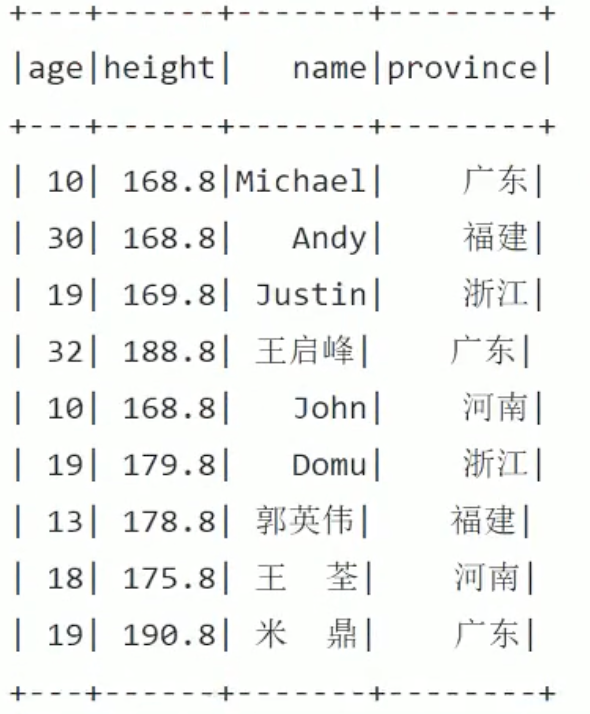 +---+------+-------+--------+
|age|height|   name|province|
+---+------+-------+--------+
| 10| 168.8|Michael|      广东|
| 30| 168.8|   Andy|      福建|
| 19| 169.8| Justin|      浙江|
| 32| 188.8| 王启峰|      广东|
| 10| 168.8|   John|      河南|
| 19| 179.8|   Domu|      浙江|
| 13| 178.8| 郭英伟|      福建|
| 18| 175.8| 王  荃|      河南|
| 19| 190.8| 米  鼎|      广东|
+---+------+-------+--------+